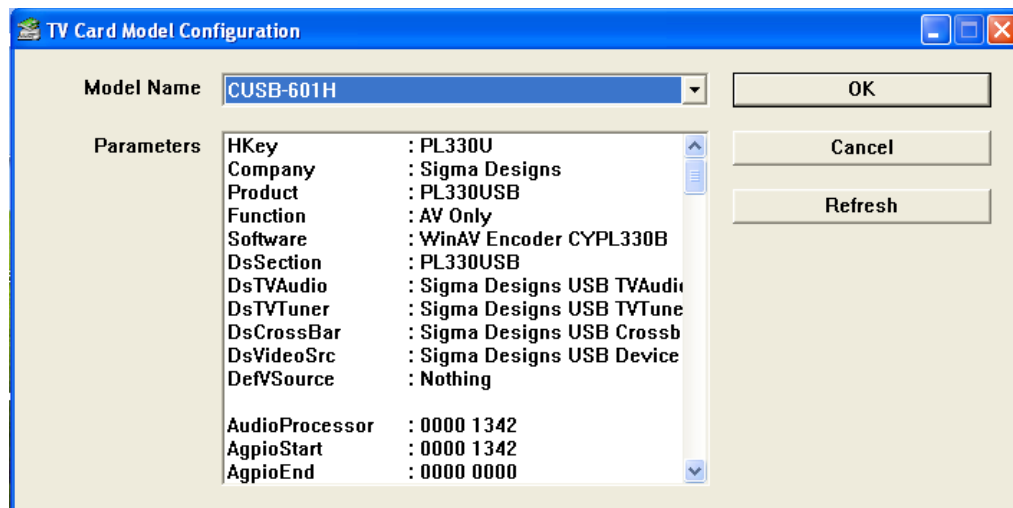 TV Card Model Configuration
Model Name CUSB-601H OK
Parameters HKey : PL330U Cancel
Company : Sigma Designs
Product : PL330USB Refresh
Function : AV Only
Software : WinAV Encoder CYPL330B
DsSection : PL330USB
DsTVAudio : Sigma Designs USB TVAudi
DsTVTuner : Sigma Designs USB TVTune
DsCrossBar : Sigma Designs USB Crossb
DsVideoSrc : Sigma Designs USB Device
DefVSource : Nothing
AudioProcessor : 0000 1342
AgpioStart : 0000 1342
AgpioEnd : 0000 0000